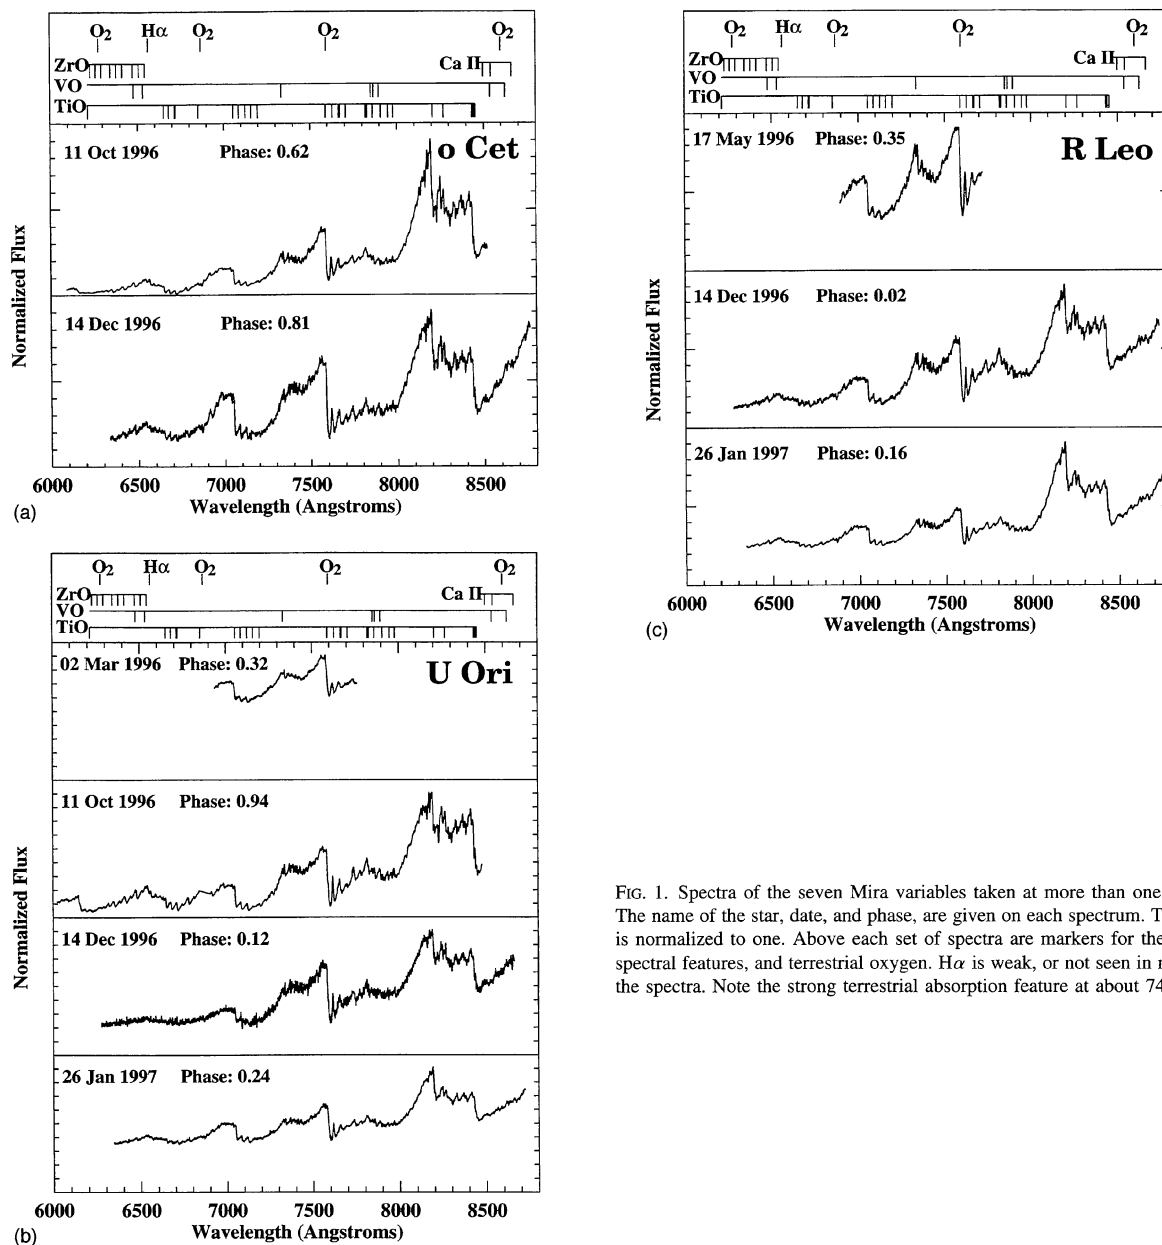 O2 Hα O2 O2 O2
ZrO Ca II
VO
TiO
11 Oct 1996 Phase: 0.62 o Cet
14 Dec 1996 Phase: 0.81
Normalized Flux
6000 6500 7000 7500 8000 8500
Wavelength (Angstroms)
(a)
O2 Hα O2 O2 O2
ZrO Ca II
VO
TiO
02 Mar 1996 Phase: 0.32 U Ori
11 Oct 1996 Phase: 0.94
14 Dec 1996 Phase: 0.12
26 Jan 1997 Phase: 0.24
Normalized Flux
6000 6500 7000 7500 8000 8500
Wavelength (Angstroms)
(b)
O2 Hα O2 O2 O2
ZrO Ca II
VO
TiO
17 May 1996 Phase: 0.35 R Leo
14 Dec 1996 Phase: 0.02
26 Jan 1997 Phase: 0.16
Normalized Flux
6000 6500 7000 7500 8000 8500
Wavelength (Angstroms)
(c)
FIG. 1. Spectra of the seven Mira variables taken at more than one
The name of the star, date, and phase, are given on each spectrum. T
is normalized to one. Above each set of spectra are markers for the
spectral features, and terrestrial oxygen. Hα is weak, or not seen in
the spectra. Note the strong terrestrial absorption feature at about 74